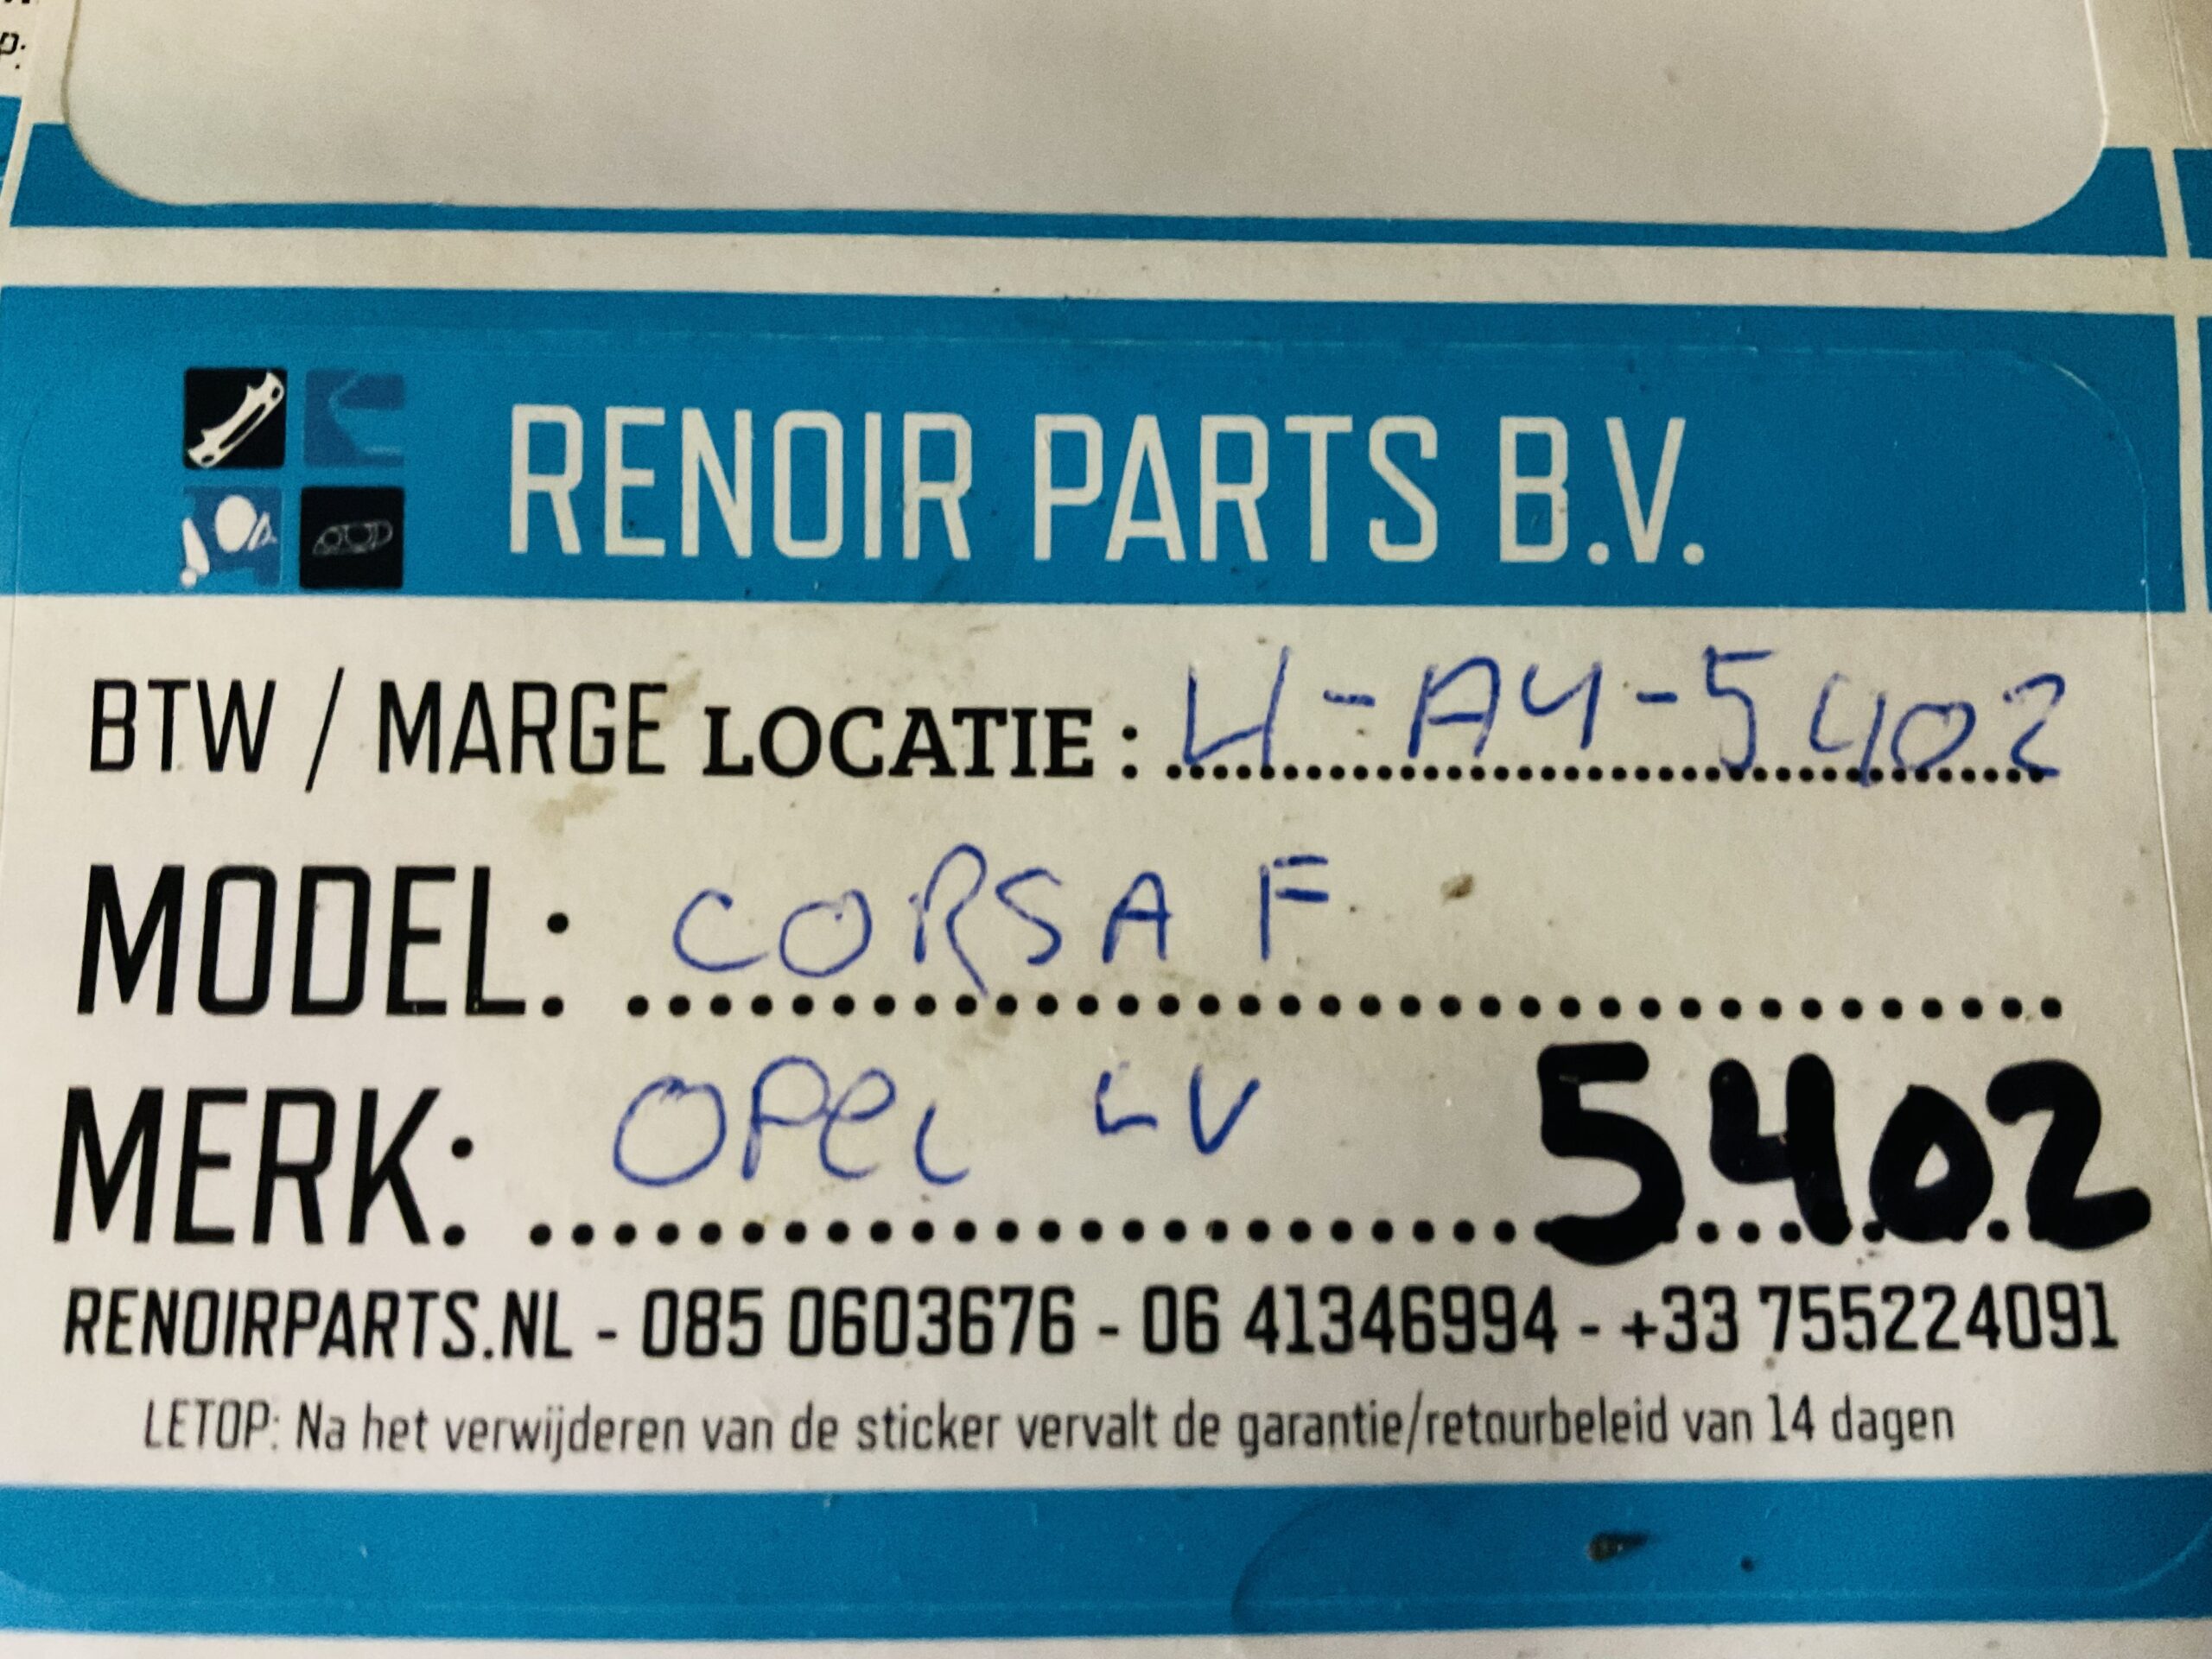 P:
RENOIR PARTS B.V.
BTW / MARGE LOCATIE : H-A4-5402
MODEL: CORSA F
MERK: OPEL LV 5402
RENOIRPARTS.NL - 085 0603676 - 06 41346994 - +33 755224091
LETOP: Na het verwijderen van de sticker vervalt de garantie/retourbeleid van 14 dagen